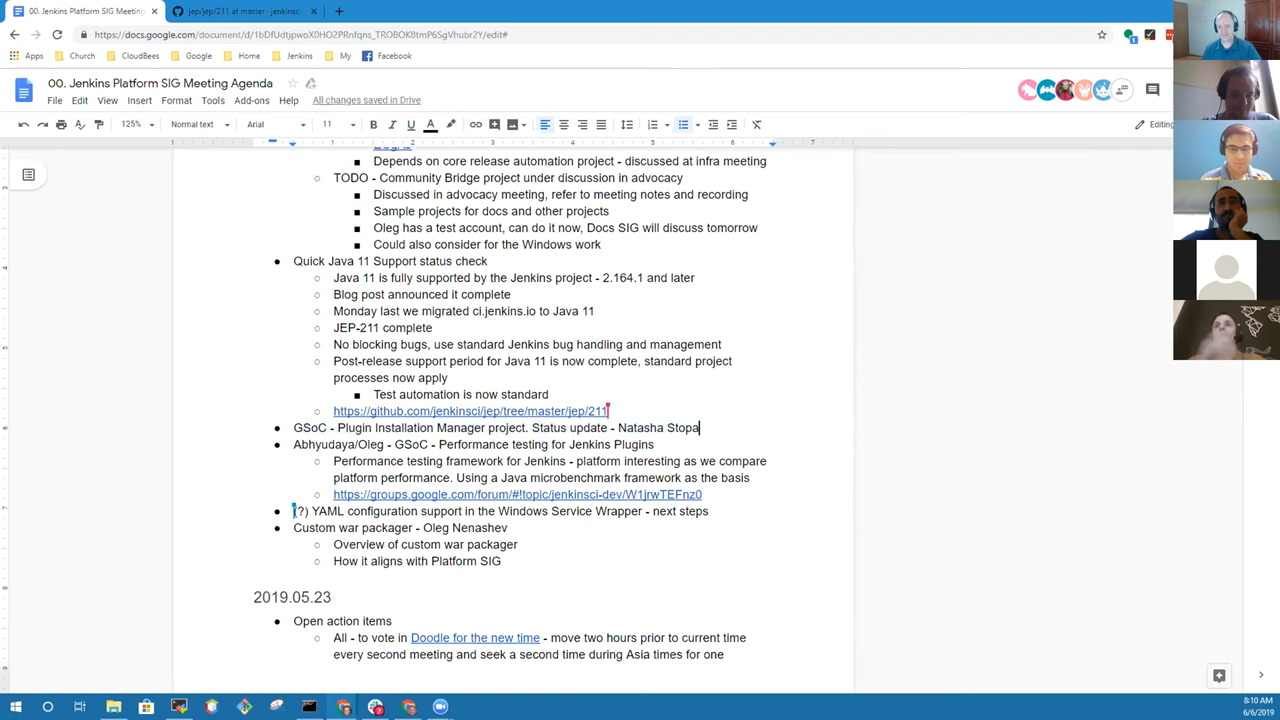 00. Jenkins Platform SIG Meeting
jep/jep/211 at master · jenkinsci
https://docs.google.com/document/d/1bDfUdtjpwoX0HO2PRnfqns_TROBOK8tmP6SgVhubr2Y/edit#
Apps Church CloudBees Google Home Jenkins My Facebook
00. Jenkins Platform SIG Meeting Agenda
File Edit View Insert Format Tools Add-ons Help All changes saved in Drive
125% Normal text Arial 11 B I U A Editing
1 2 3 4 5 6 7
Depends on core release automation project - discussed at infra meeting
TODO - Community Bridge project under discussion in advocacy
Discussed in advocacy meeting, refer to meeting notes and recording
Sample projects for docs and other projects
Oleg has a test account, can do it now, Docs SIG will discuss tomorrow
Could also consider for the Windows work
Quick Java 11 Support status check
Java 11 is fully supported by the Jenkins project - 2.164.1 and later
Blog post announced it complete
Monday last we migrated ci.jenkins.io to Java 11
JEP-211 complete
No blocking bugs, use standard Jenkins bug handling and management
Post-release support period for Java 11 is now complete, standard project
processes now apply
Test automation is now standard
https://github.com/jenkinsci/jep/tree/master/jep/211
GSoC - Plugin Installation Manager project. Status update - Natasha Stopa
Abhyudaya/Oleg - GSoC - Performance testing for Jenkins Plugins
Performance testing framework for Jenkins - platform interesting as we compare
platform performance. Using a Java microbenchmark framework as the basis
https://groups.google.com/forum/#!topic/jenkinsci-dev/W1jrwTEFnz0
(?) YAML configuration support in the Windows Service Wrapper - next steps
Custom war packager - Oleg Nenashev
Overview of custom war packager
How it aligns with Platform SIG
2019.05.23
Open action items
All - to vote in Doodle for the new time - move two hours prior to current time
every second meeting and seek a second time during Asia times for one
8:10 AM
6/6/2019